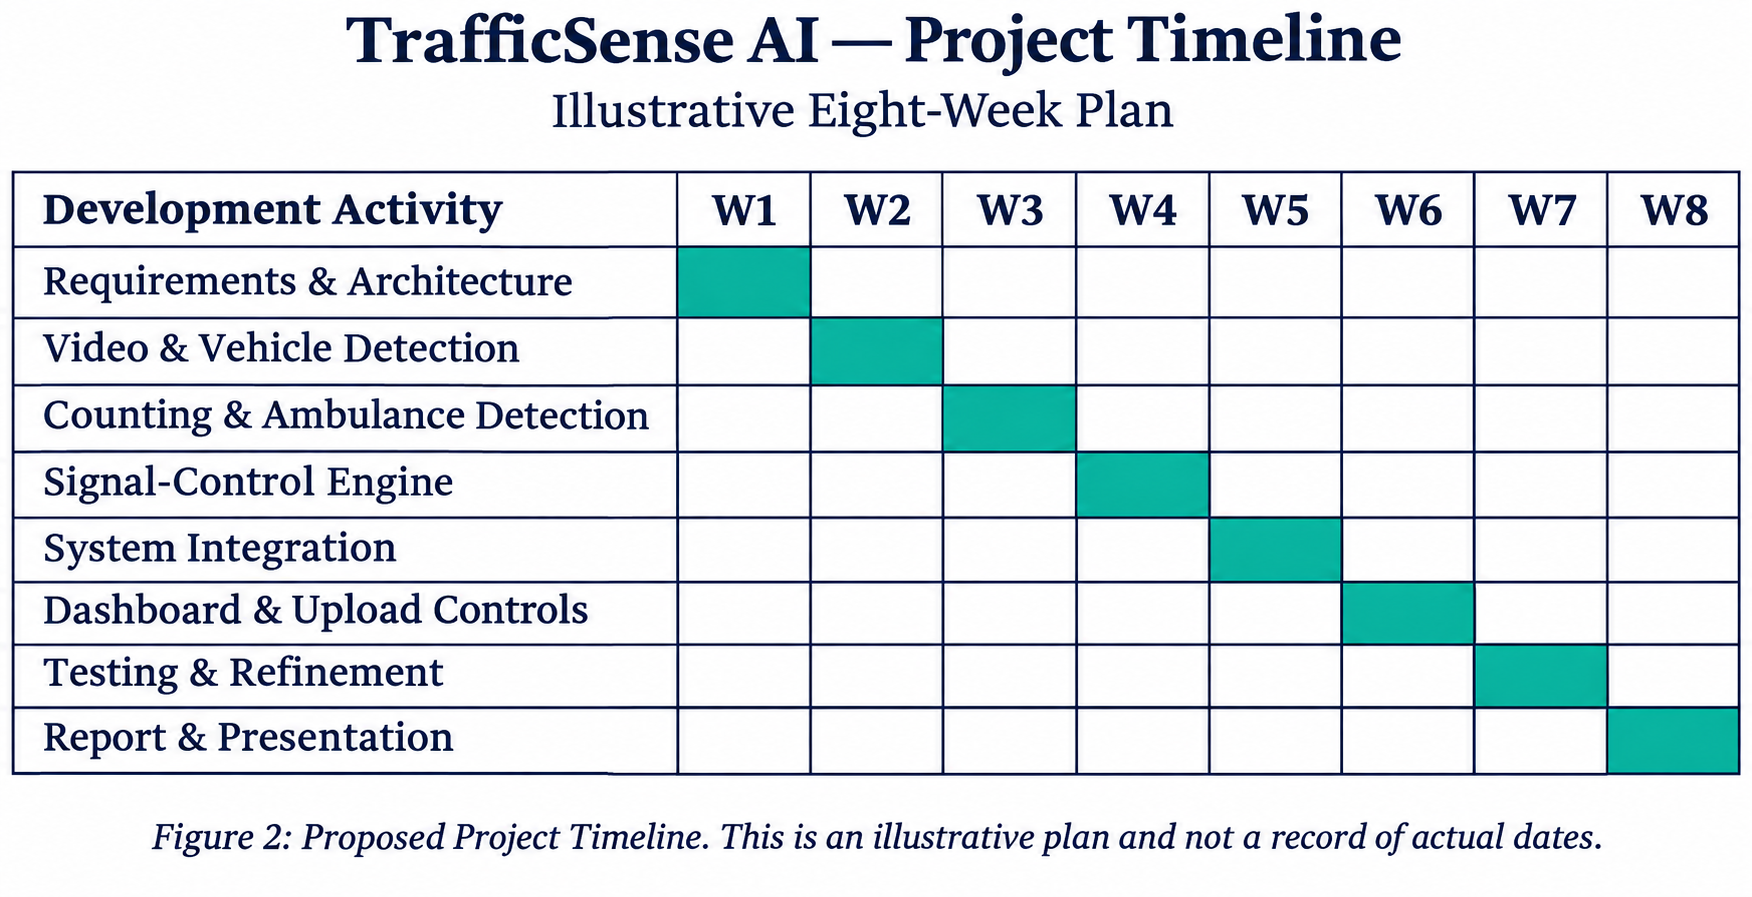 TrafficSense AI — Project Timeline
Illustrative Eight-Week Plan
Development Activity W1 W2 W3 W4 W5 W6 W7 W8
Requirements & Architecture
Video & Vehicle Detection
Counting & Ambulance Detection
Signal-Control Engine
System Integration
Dashboard & Upload Controls
Testing & Refinement
Report & Presentation
Figure 2: Proposed Project Timeline. This is an illustrative plan and not a record of actual dates.